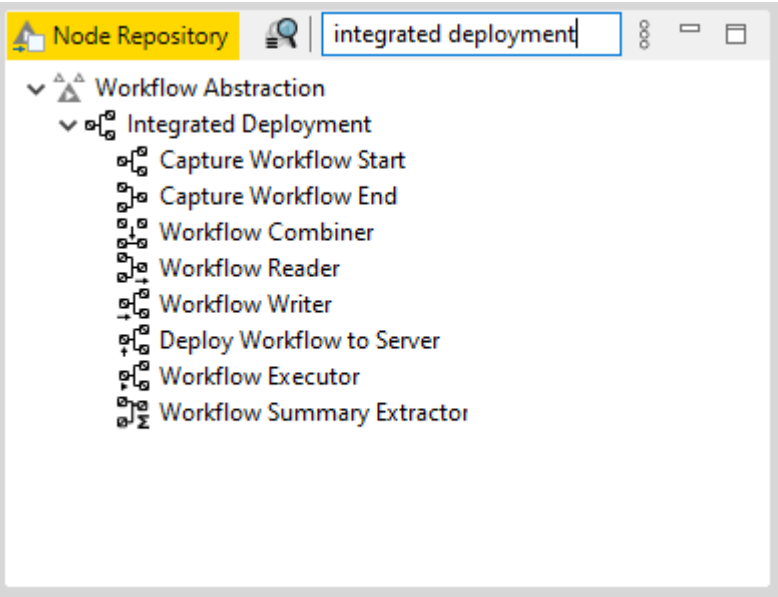 Node Repository
integrated deployment
Workflow Abstraction
Integrated Deployment
Capture Workflow Start
Capture Workflow End
Workflow Combiner
Workflow Reader
Workflow Writer
Deploy Workflow to Server
Workflow Executor
Workflow Summary Extractor